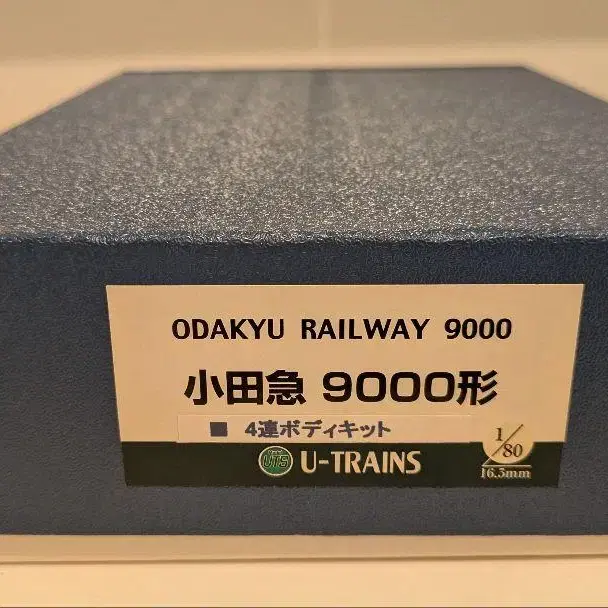 ODAKYU RAILWAY 9000
小田急 9000形
■ 4連ボディキット
UTS U-TRAINS
1/80
16.5mm